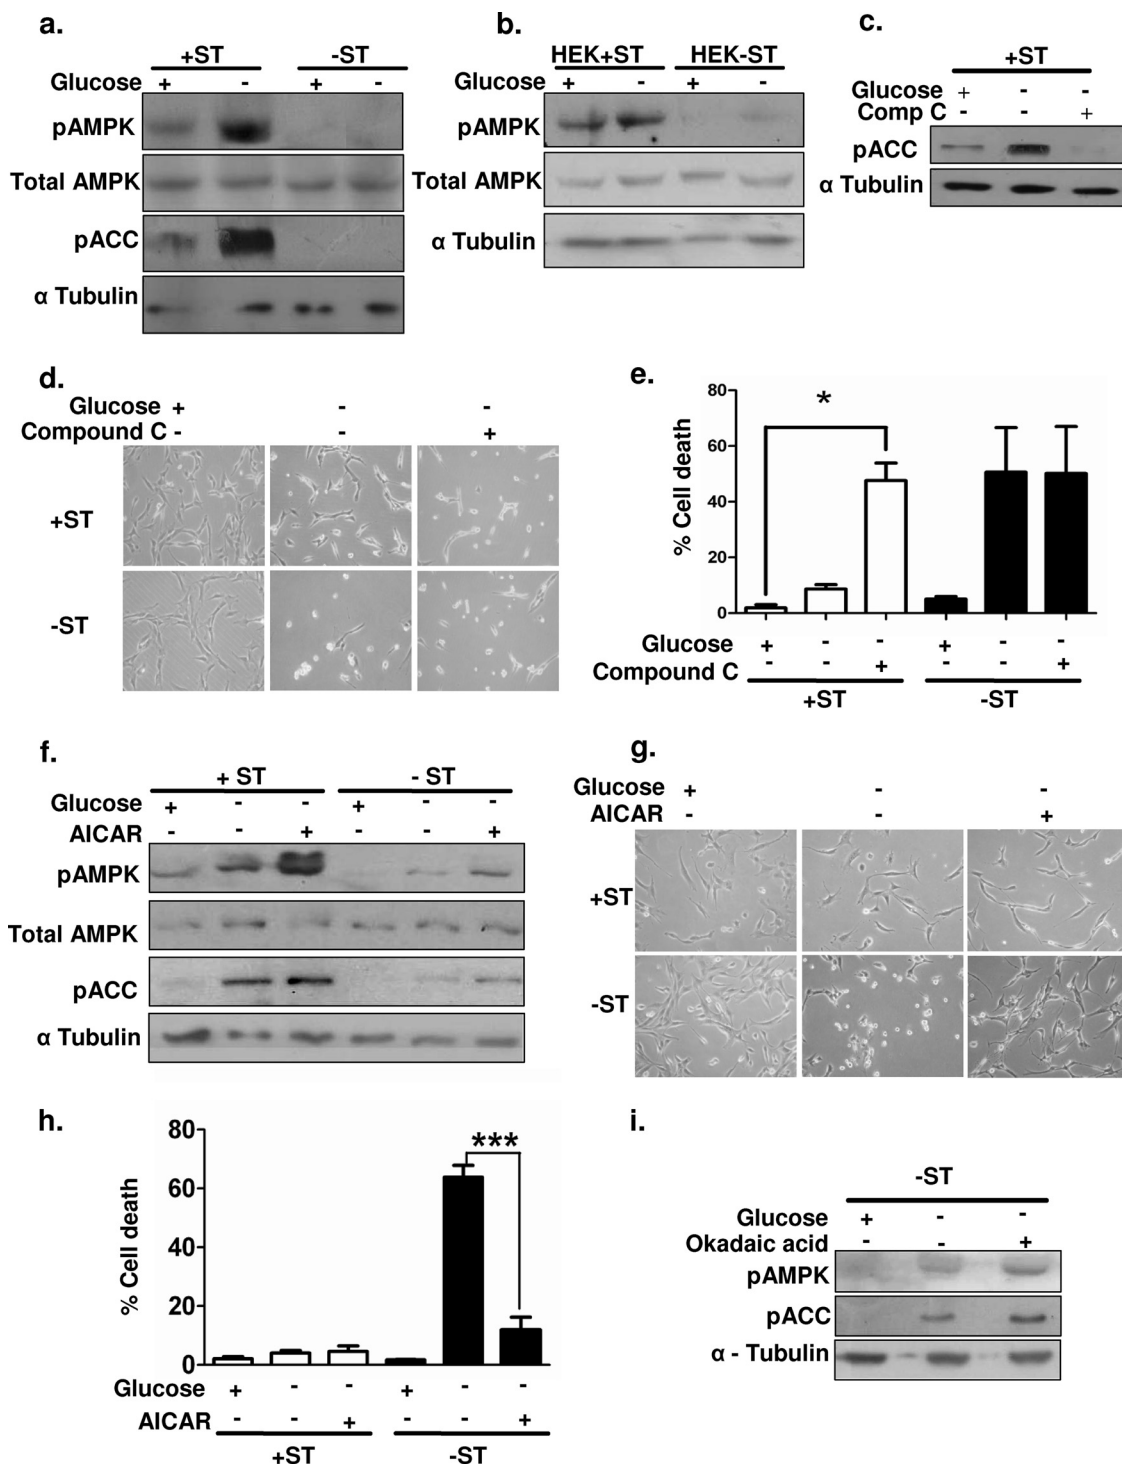 a.
+ST -ST
Glucose + - + -
pAMPK
Total AMPK
pACC
α Tubulin
b.
HEK+ST HEK-ST
+ - + -
pAMPK
Total AMPK
α Tubulin
c.
+ST
Glucose + - -
Comp C - - +
pACC
α Tubulin
d.
Glucose + - -
Compound C - - +
+ST
-ST
e.
80
60
40
20
0
% Cell death
*
Glucose + - - + - -
Compound C - - + - - +
+ST -ST
f.
+ ST - ST
Glucose + - - + - -
AICAR - - + - - +
pAMPK
Total AMPK
pACC
α Tubulin
g.
Glucose + - -
AICAR - - +
+ST
-ST
h.
80
60
40
20
0
% Cell death
***
Glucose + - - + - -
AICAR - - + - - +
+ST -ST
i.
-ST
Glucose + - -
Okadaic acid - - +
pAMPK
pACC
α - Tubulin